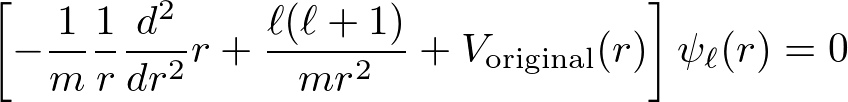 \left[-\frac{1}{m}\frac{1}{r}\frac{d^2}{dr^2}r + \frac{\ell(\ell+1)}{mr^2} + V_{\text{original}}(r)\right]\psi_\ell(r) = 0